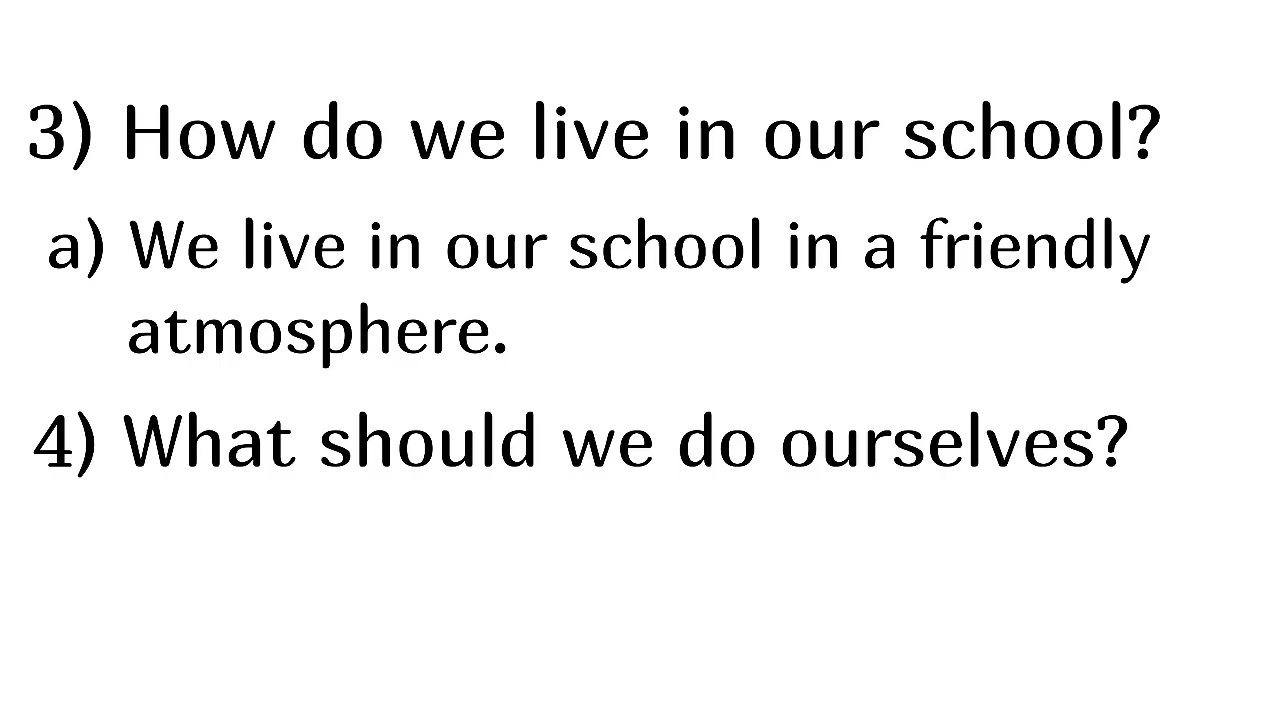 3) How do we live in our school?
a) We live in our school in a friendly
atmosphere.
4) What should we do ourselves?